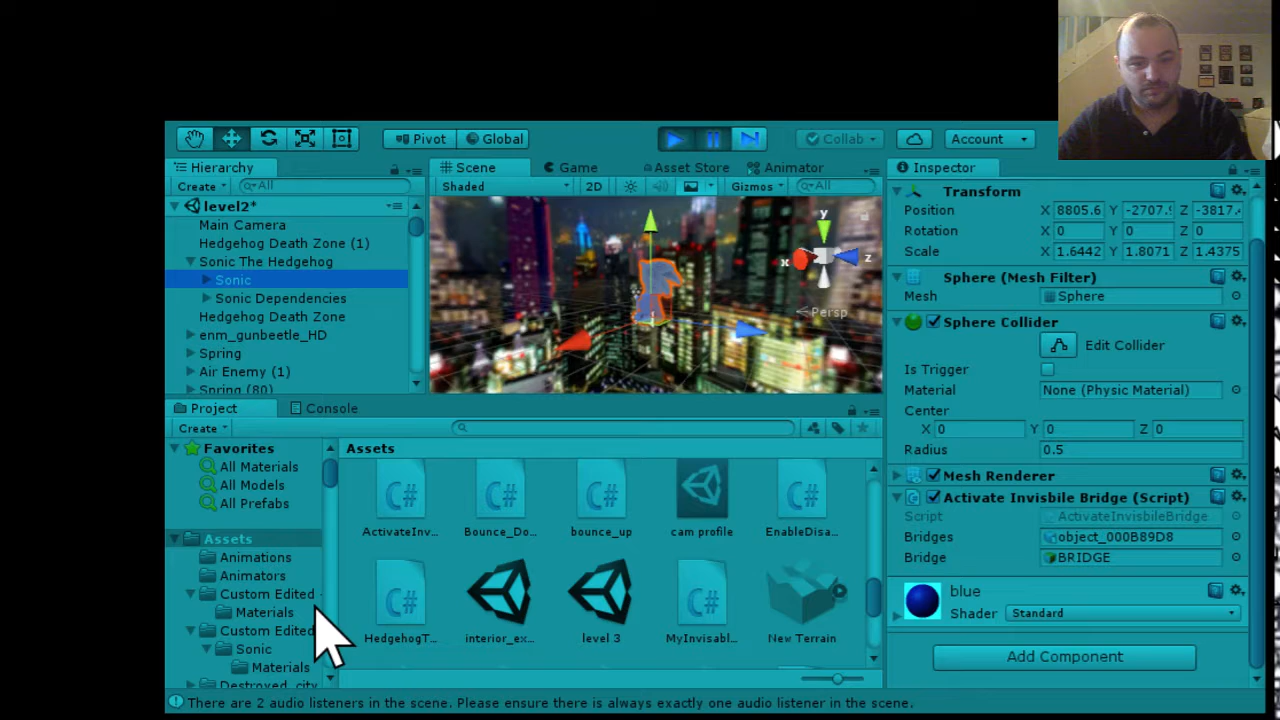 Pivot Global Collab Account
Hierarchy Scene Game Asset Store Animator Inspector
Create All Shaded 2D Gizmos All
level2*
Main Camera
Hedgehog Death Zone (1)
Sonic The Hedgehog
Sonic
Sonic Dependencies
Hedgehog Death Zone
enm_gunbeetle_HD
Spring
Air Enemy (1)
Spring (80)
y
x
z
Persp
Transform
Position X 8805.6 Y -2707.9 Z -3817.
Rotation X 0 Y 0 Z 0
Scale X 1.6442 Y 1.8071 Z 1.4375
Sphere (Mesh Filter)
Mesh Sphere
Sphere Collider
Edit Collider
Is Trigger
Material None (Physic Material)
Center
X 0 Y 0 Z 0
Radius 0.5
Mesh Renderer
Activate Invisbile Bridge (Script)
Script ActivateInvisbileBridge
Bridges object_000B89D8
Bridge BRIDGE
blue
Shader Standard
Add Component
Project Console
Create
Favorites
All Materials
All Models
All Prefabs
Assets
Animations
Animators
Custom Edited
Materials
Custom Edited
Sonic
Materials
Destroyed_city
Assets
C# C# C# C#
ActivateInv... Bounce_Do... bounce_up cam profile EnableDisa...
C# C#
HedgehogT... interior_ex... level 3 MyInvisabl... New Terrain
There are 2 audio listeners in the scene. Please ensure there is always exactly one audio listener in the scene.